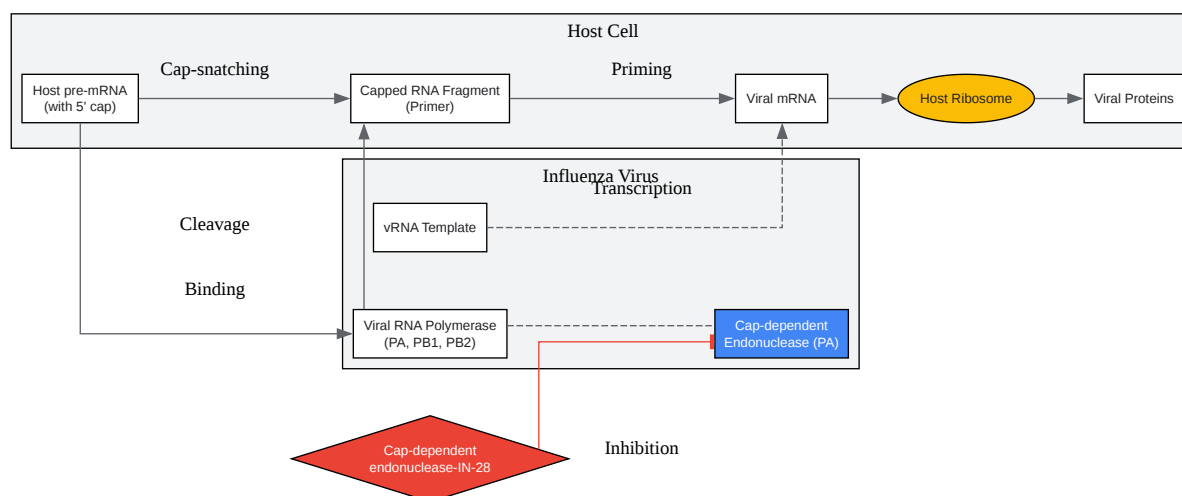 Host Cell
Cap-snatching
Priming
Host pre-mRNA
(with 5' cap)
Capped RNA Fragment
(Primer)
Viral mRNA
Host Ribosome
Viral Proteins
Influenza Virus
Transcription
vRNA Template
Cleavage
Binding
Viral RNA Polymerase
(PA, PB1, PB2)
Cap-dependent
Endonuclease (PA)
Cap-dependent
endonuclease-IN-28
Inhibition